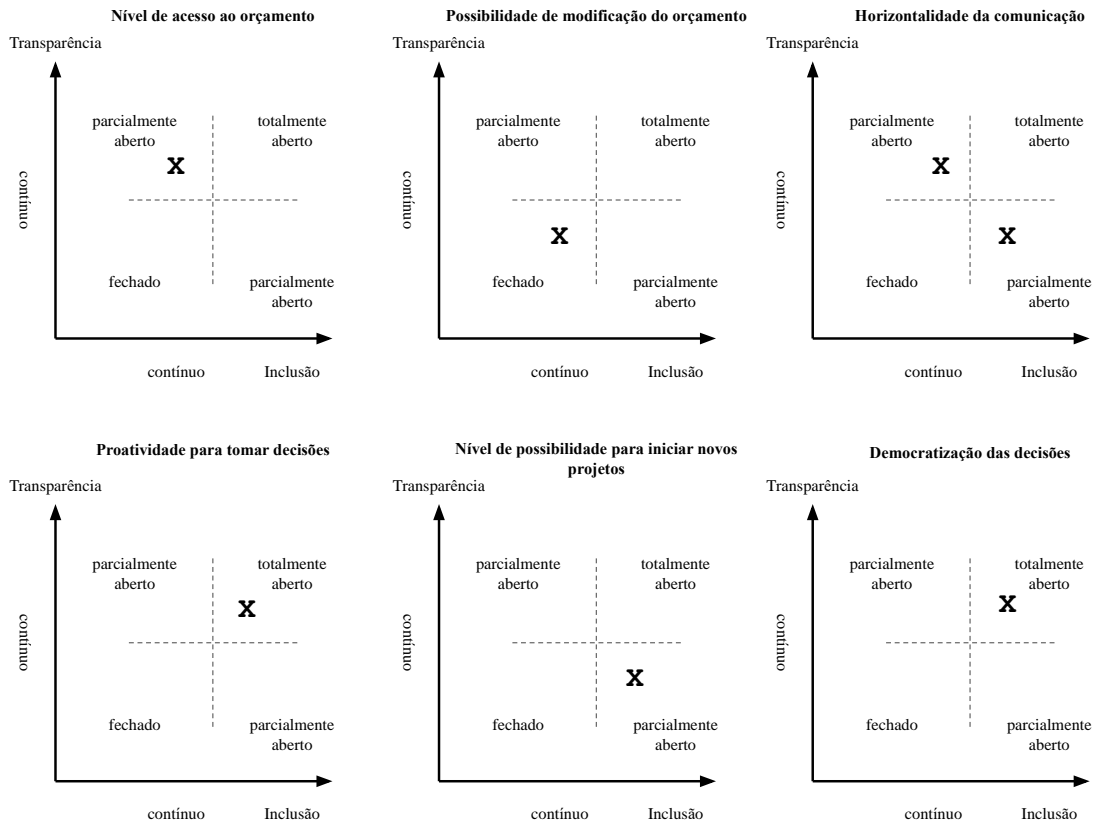 Nível de acesso ao orçamento
Transparência
parcialmente
aberto
totalmente
aberto
X
contínuo
fechado
parcialmente
aberto
contínuo
Inclusão
Possibilidade de modificação do orçamento
Transparência
parcialmente
aberto
totalmente
aberto
contínuo
X
fechado
parcialmente
aberto
contínuo
Inclusão
Horizontalidade da comunicação
Transparência
parcialmente
aberto
totalmente
aberto
X
contínuo
X
fechado
parcialmente
aberto
contínuo
Inclusão
Proatividade para tomar decisões
Transparência
parcialmente
aberto
totalmente
aberto
X
contínuo
fechado
parcialmente
aberto
contínuo
Inclusão
Nível de possibilidade para iniciar novos
projetos
Transparência
parcialmente
aberto
totalmente
aberto
contínuo
X
fechado
parcialmente
aberto
contínuo
Inclusão
Democratização das decisões
Transparência
parcialmente
aberto
totalmente
aberto
X
contínuo
fechado
parcialmente
aberto
contínuo
Inclusão